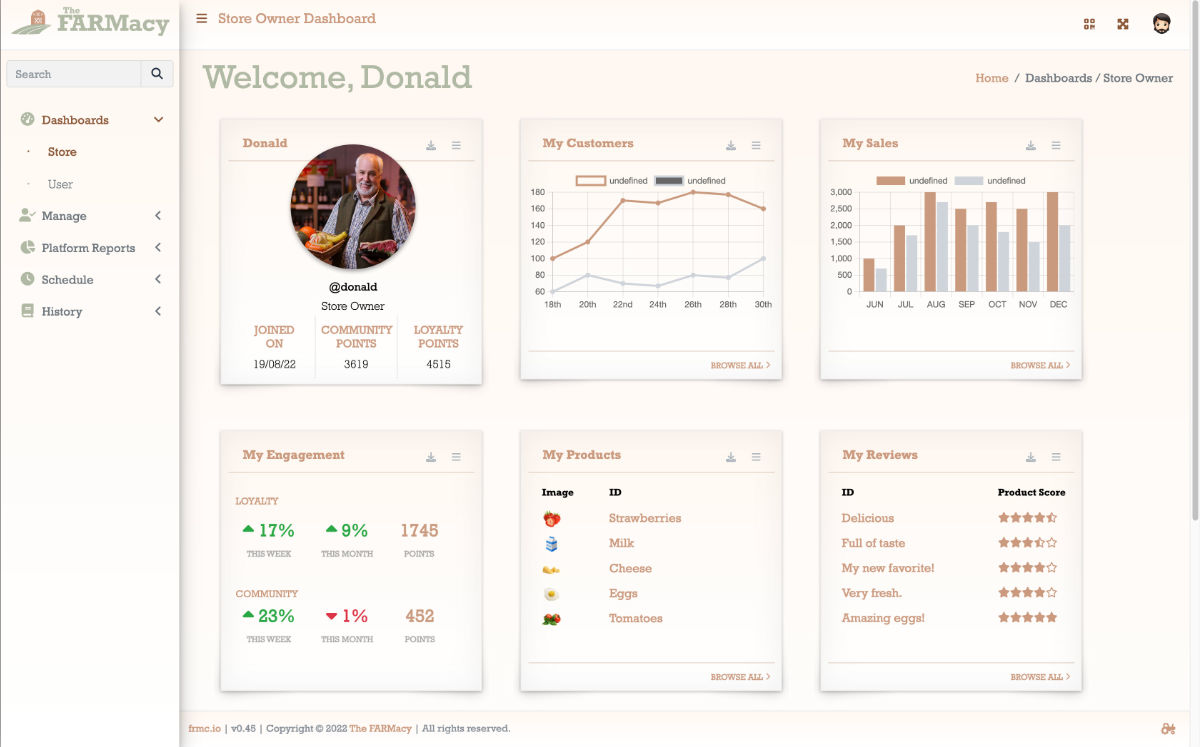 The
FARMacy
Store Owner Dashboard
Search
Dashboards
Store
User
Manage
Platform Reports
Schedule
History
Welcome, Donald
Home / Dashboards / Store Owner
Donald
@donald
Store Owner
JOINED ON
19/08/22
COMMUNITY POINTS
3619
LOYALTY POINTS
4515
My Customers
undefined undefined
180
160
140
120
100
80
60
18th 20th 22nd 24th 26th 28th 30th
BROWSE ALL
My Sales
undefined undefined
3,000
2,500
2,000
1,500
1,000
500
0
JUN JUL AUG SEP OCT NOV DEC
BROWSE ALL
My Engagement
LOYALTY
17% 9% 1745
THIS WEEK THIS MONTH POINTS
COMMUNITY
23% 1% 452
THIS WEEK THIS MONTH POINTS
My Products
Image ID
Strawberries
Milk
Cheese
Eggs
Tomatoes
BROWSE ALL
My Reviews
ID Product Score
Delicious
Full of taste
My new favorite!
Very fresh.
Amazing eggs!
BROWSE ALL
frmc.io | v0.45 | Copyright © 2022 The FARMacy | All rights reserved.